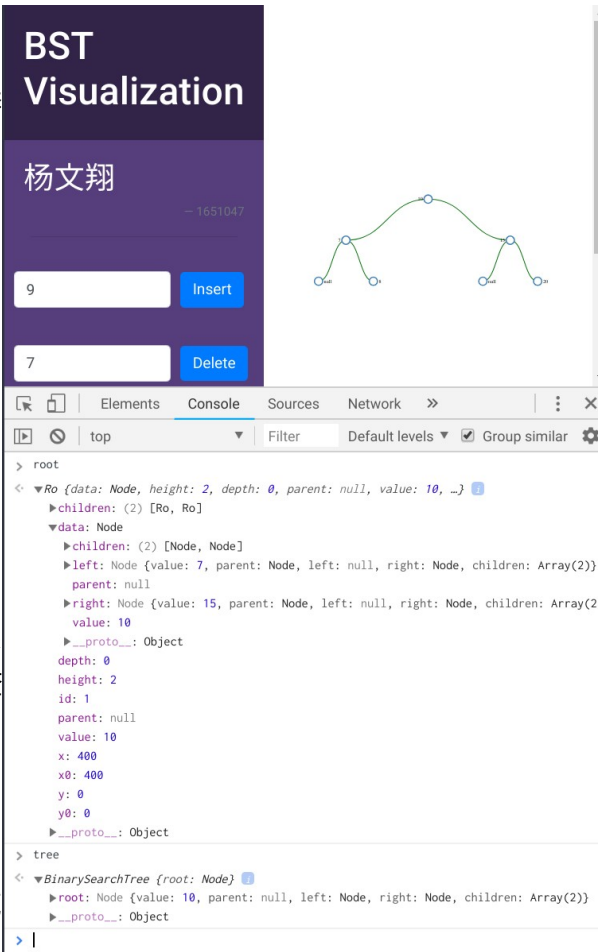 BST
Visualization
杨文翔
– 1651047
9 Insert
7 Delete
Elements Console Sources Network »
top Filter Default levels ▼ Group similar
> root
▼Ro {data: Node, height: 2, depth: 0, parent: null, value: 10, …}
▶children: (2) [Ro, Ro]
▼data: Node
▶children: (2) [Node, Node]
▶left: Node {value: 7, parent: Node, left: null, right: Node, children: Array(2)}
parent: null
▶right: Node {value: 15, parent: Node, left: null, right: Node, children: Array(2
value: 10
▶__proto__: Object
depth: 0
height: 2
id: 1
parent: null
value: 10
x: 400
x0: 400
y: 0
y0: 0
▶__proto__: Object
> tree
▼BinarySearchTree {root: Node}
▶root: Node {value: 10, parent: null, left: Node, right: Node, children: Array(2)}
▶__proto__: Object
>